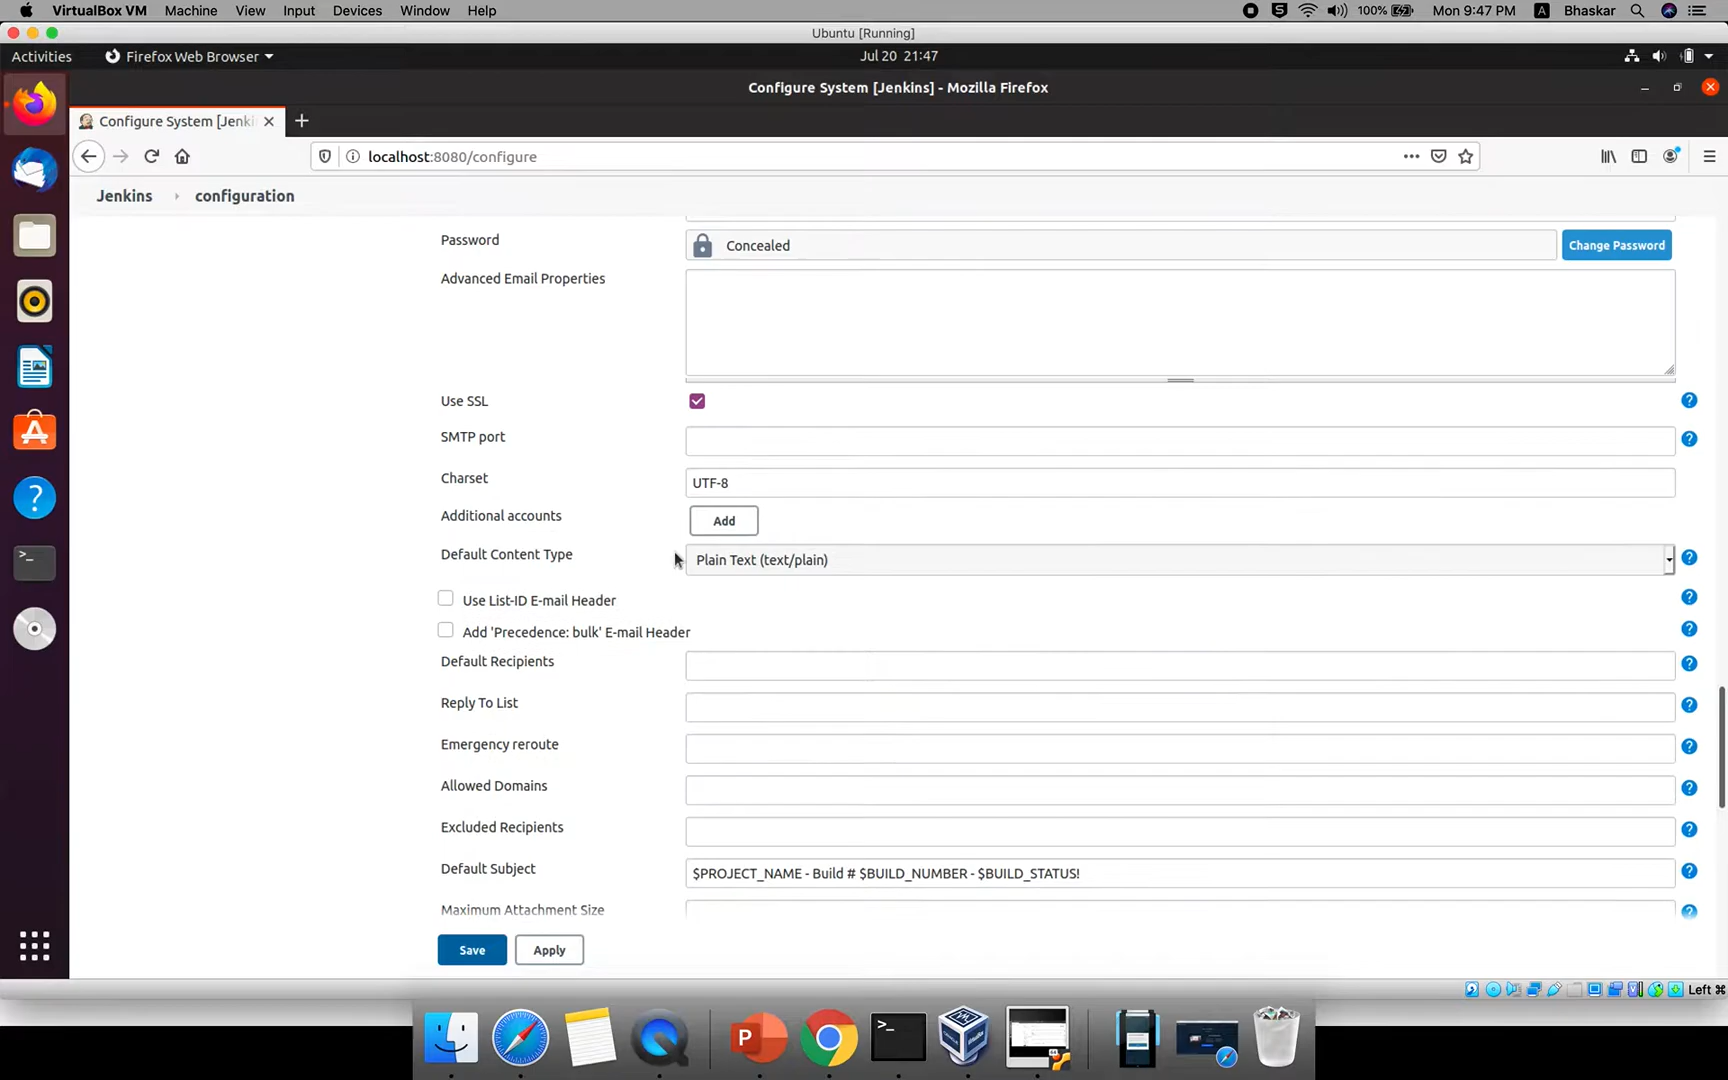 VirtualBox VM Machine View Input Devices Window Help 100% Mon 9:47 PM A Bhaskar
Ubuntu [Running]
Activities Firefox Web Browser Jul 20 21:47
Configure System [Jenkins] - Mozilla Firefox
Configure System [Jenki
localhost:8080/configure
Jenkins configuration
Password Concealed Change Password
Advanced Email Properties
Use SSL
SMTP port
Charset UTF-8
Additional accounts Add
Default Content Type Plain Text (text/plain)
Use List-ID E-mail Header
Add 'Precedence: bulk' E-mail Header
Default Recipients
Reply To List
Emergency reroute
Allowed Domains
Excluded Recipients
Default Subject $PROJECT_NAME - Build # $BUILD_NUMBER - $BUILD_STATUS!
Maximum Attachment Size
Save Apply
Left ⌘